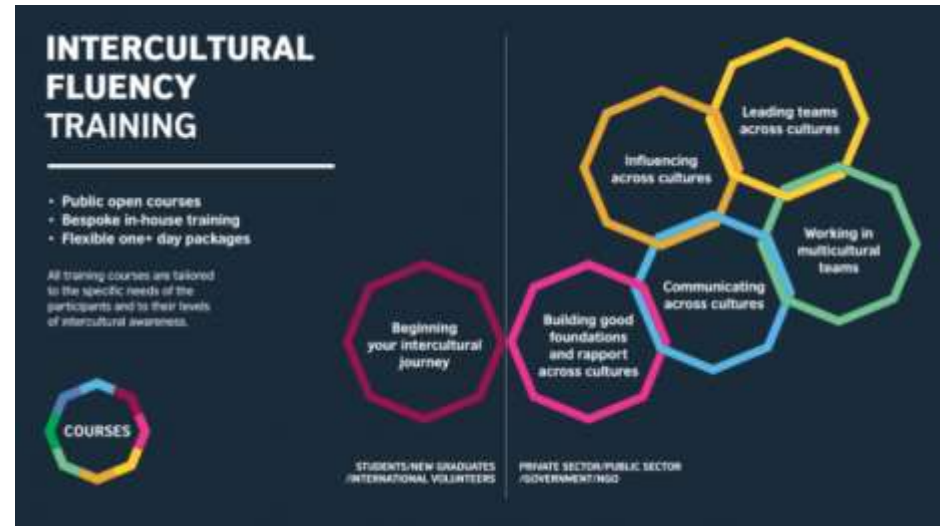 INTERCULTURAL
FLUENCY
TRAINING
• Public open courses
• Bespoke in-house training
• Flexible one+ day packages
All training courses are tailored
to the specific needs of the
participants and to their levels
of intercultural awareness.
COURSES
Beginning
your intercultural
journey
STUDENTS/NEW GRADUATES
/INTERNATIONAL VOLUNTEERS
Building good
foundations
and rapport
across cultures
Communicating
across cultures
Influencing
across cultures
Leading teams
across cultures
Working in
multicultural
teams
PRIVATE SECTOR/PUBLIC SECTOR
/GOVERNMENT/NGO